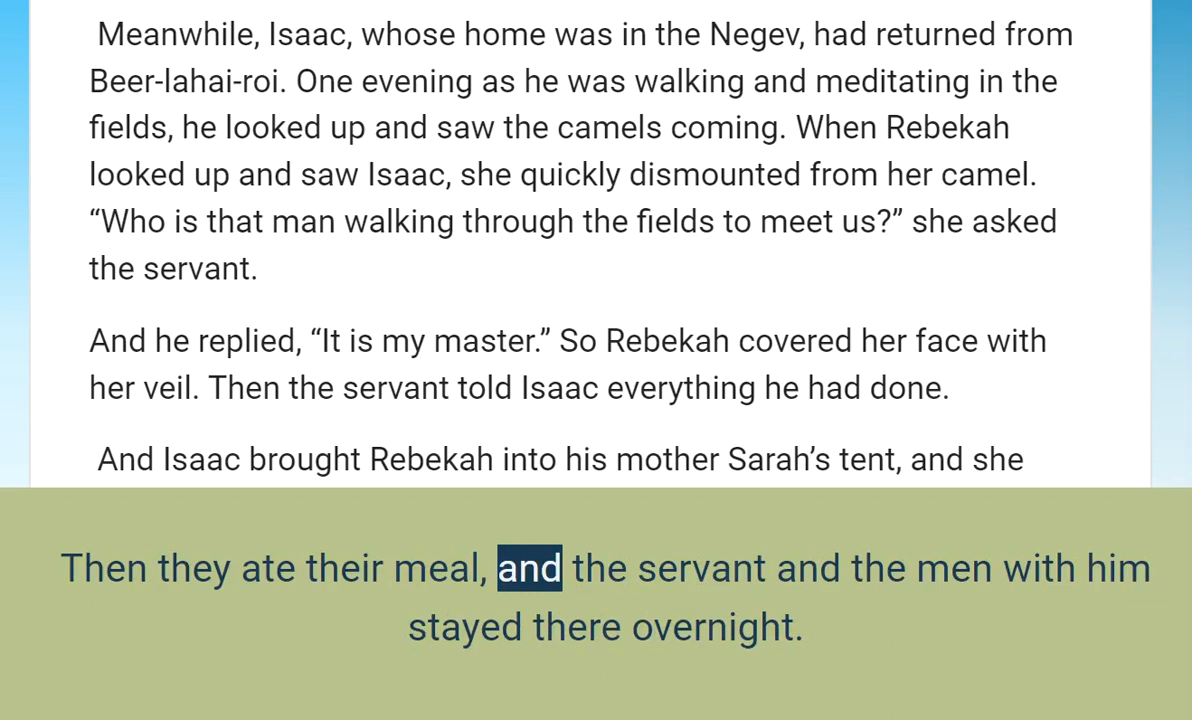 Meanwhile, Isaac, whose home was in the Negev, had returned from
Beer-lahai-roi. One evening as he was walking and meditating in the
fields, he looked up and saw the camels coming. When Rebekah
looked up and saw Isaac, she quickly dismounted from her camel.
“Who is that man walking through the fields to meet us?” she asked
the servant.
And he replied, “It is my master.” So Rebekah covered her face with
her veil. Then the servant told Isaac everything he had done.
And Isaac brought Rebekah into his mother Sarah’s tent, and she
Then they ate their meal, and the servant and the men with him
stayed there overnight.